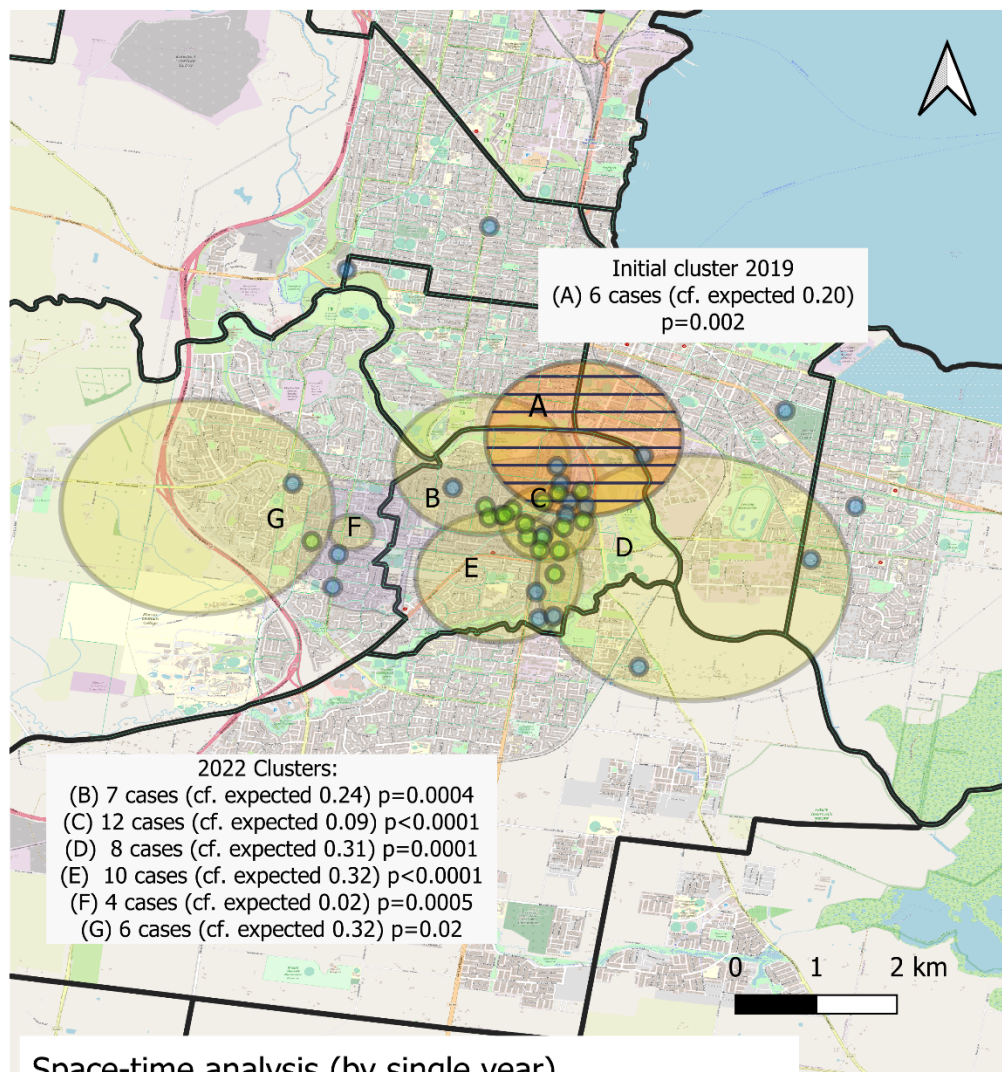 Initial cluster 2019
(A) 6 cases (cf. expected 0.20)
p=0.002
A
B
C
G
F
D
E
2022 Clusters:
(B) 7 cases (cf. expected 0.24) p=0.0004
(C) 12 cases (cf. expected 0.09) p<0.0001
(D) 8 cases (cf. expected 0.31) p=0.0001
(E) 10 cases (cf. expected 0.32) p<0.0001
(F) 4 cases (cf. expected 0.02) p=0.0005
(G) 6 cases (cf. expected 0.32) p=0.02
0 1 2 km
Space-time analysis (by single year)